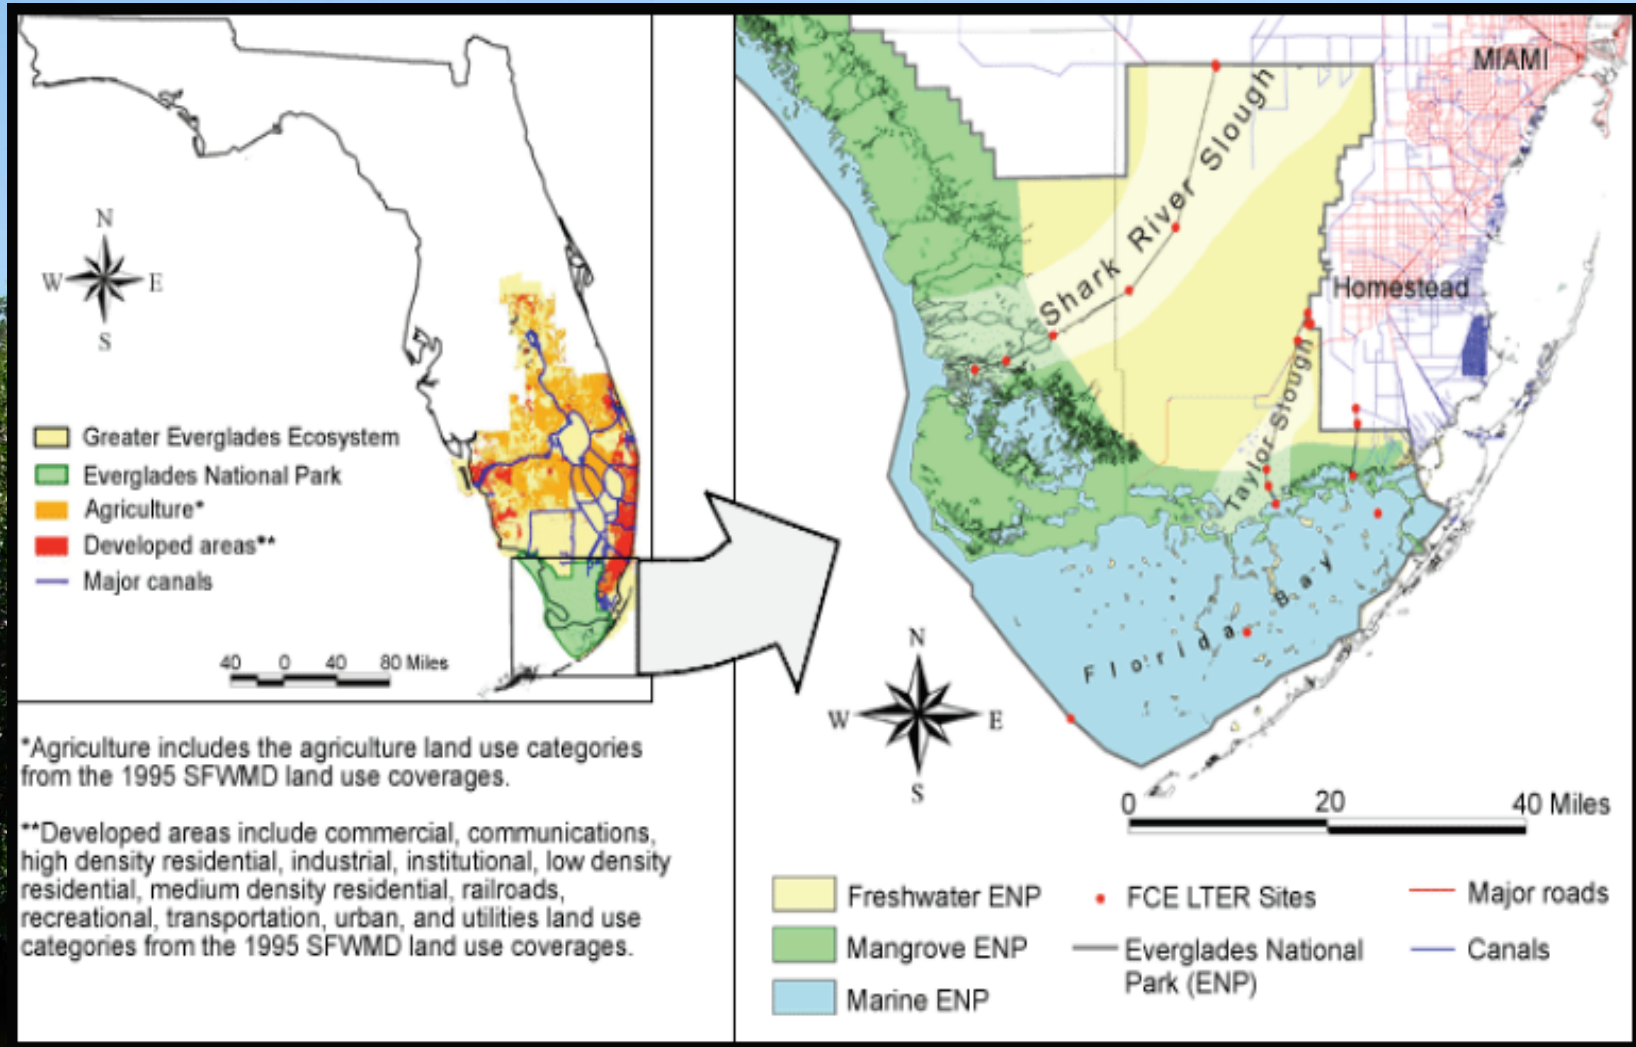 N
W E
S
Greater Everglades Ecosystem
Everglades National Park
Agriculture*
Developed areas**
Major canals
40 0 40 80 Miles
*Agriculture includes the agriculture land use categories
from the 1995 SFWMD land use coverages.
**Developed areas include commercial, communications,
high density residential, industrial, institutional, low density
residential, medium density residential, railroads,
recreational, transportation, urban, and utilities land use
categories from the 1995 SFWMD land use coverages.
MIAMI
Shark River Slough
Homestead
Taylor Slough
Florida Bay
N
W E
S
0 20 40 Miles
Freshwater ENP
Mangrove ENP
Marine ENP
FCE LTER Sites
Everglades National
Park (ENP)
Major roads
Canals